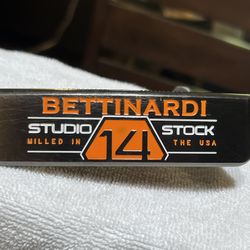 BETTINARDI
STUDIO 14 STOCK
MILLED IN THE USA